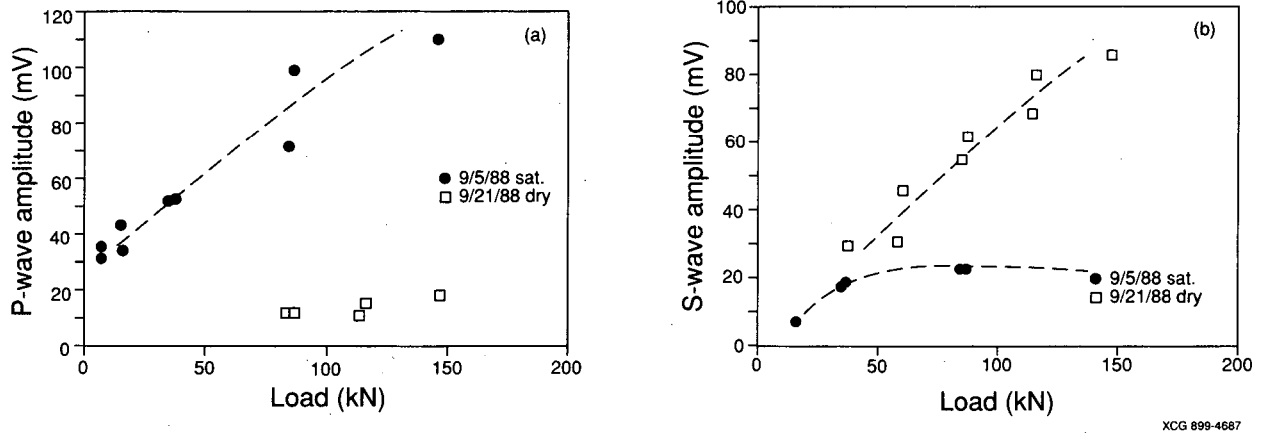 (a)
P-wave amplitude (mV)
120
100
80
60
40
20
0
9/5/88 sat.
9/21/88 dry
0 50 100 150 200
Load (kN)
(b)
S-wave amplitude (mV)
100
80
60
40
20
0
9/5/88 sat.
9/21/88 dry
0 50 100 150 200
Load (kN)
XCG 899-4687